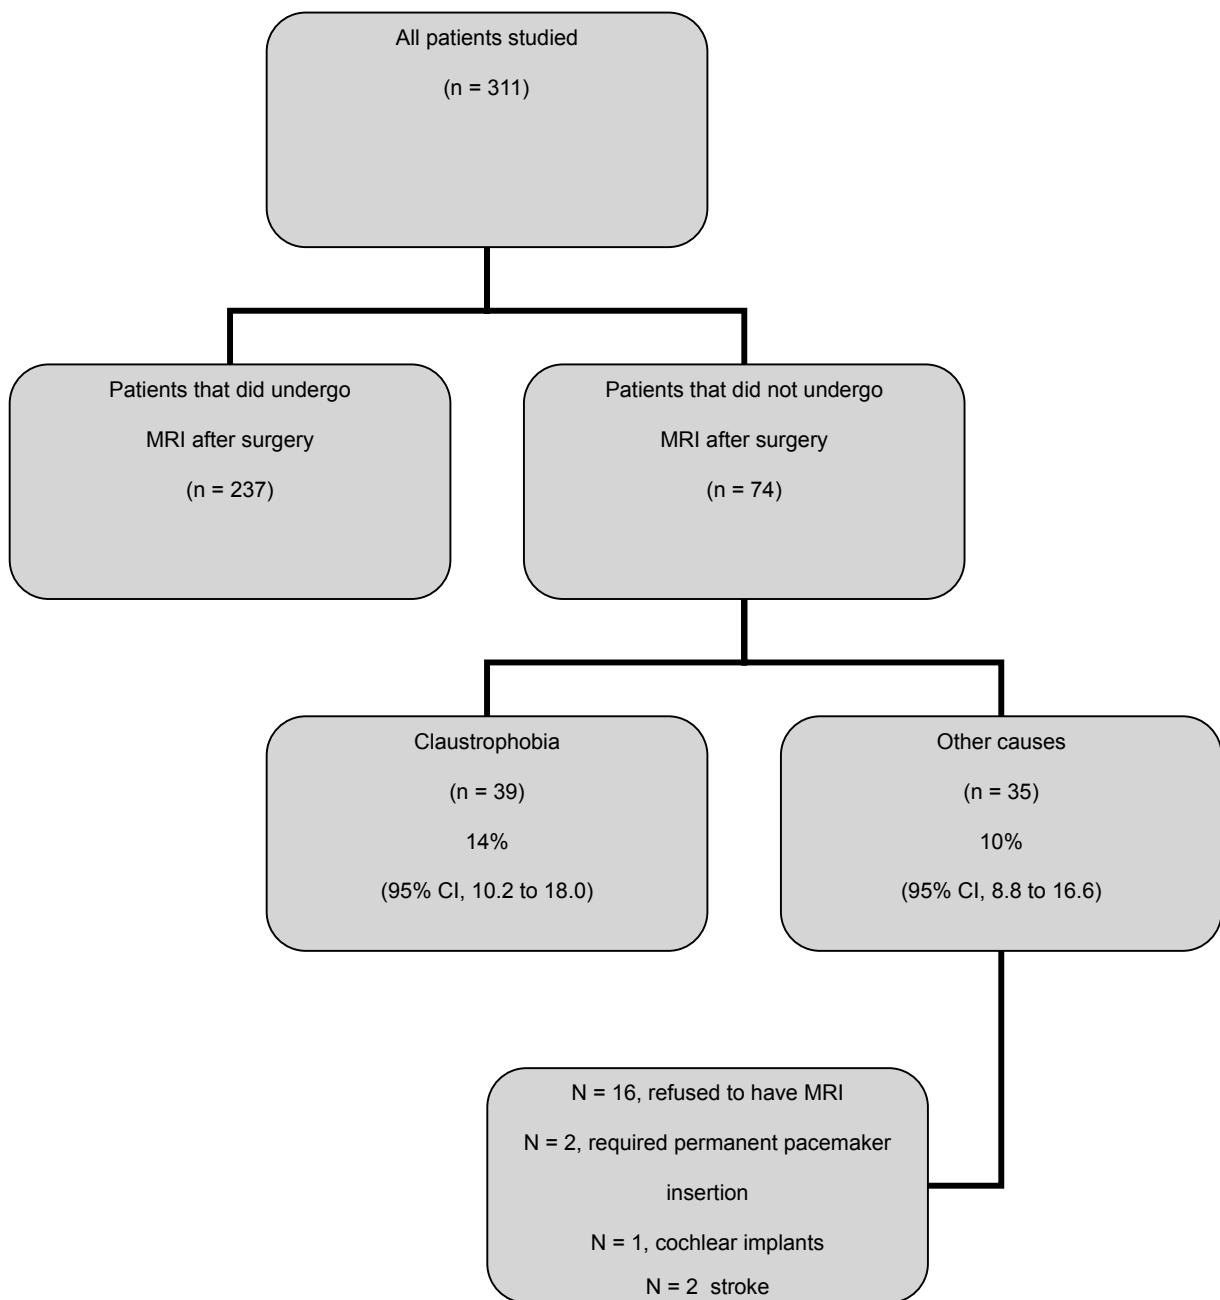 All patients studied
(n = 311)
Patients that did undergo
MRI after surgery
(n = 237)
Patients that did not undergo
MRI after surgery
(n = 74)
Claustrophobia
(n = 39)
14%
(95% CI, 10.2 to 18.0)
Other causes
(n = 35)
10%
(95% CI, 8.8 to 16.6)
N = 16, refused to have MRI
N = 2, required permanent pacemaker
insertion
N = 1, cochlear implants
N = 2  stroke